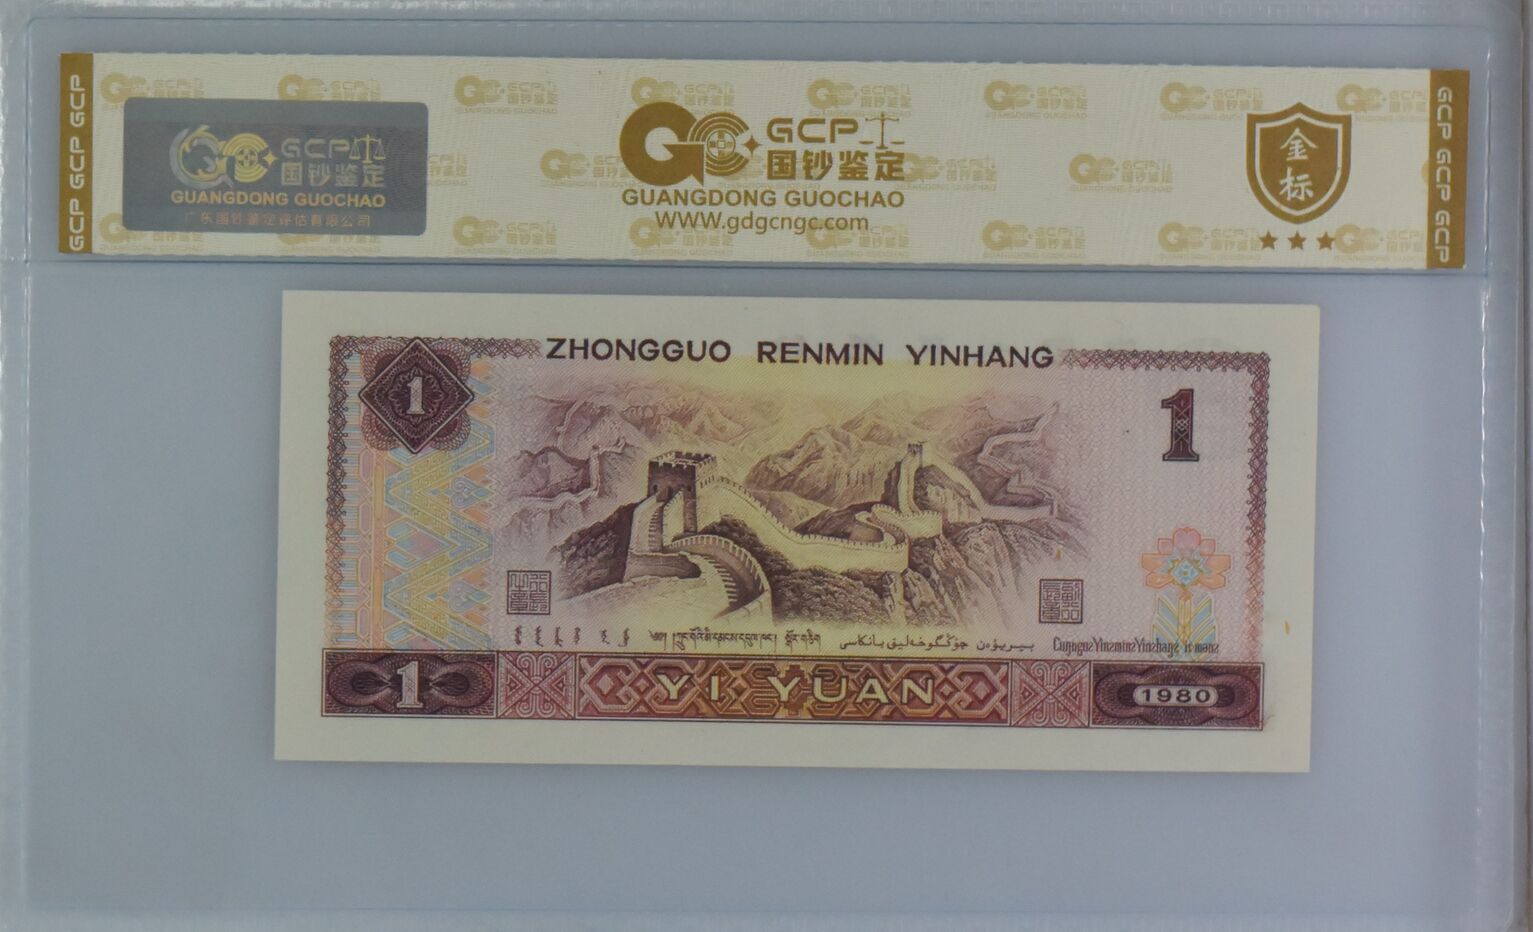 GCP GCP GCP
GCP
国钞鉴定
GUANGDONG GUOCHAO
广东国钞鉴定评估有限公司
GCP
国钞鉴定
GUANGDONG GUOCHAO
WWW.gdgcngc.com
金标
GCP GCP GCP
ZHONGGUO RENMIN YINHANG
1
1
YI YUAN
1
1980